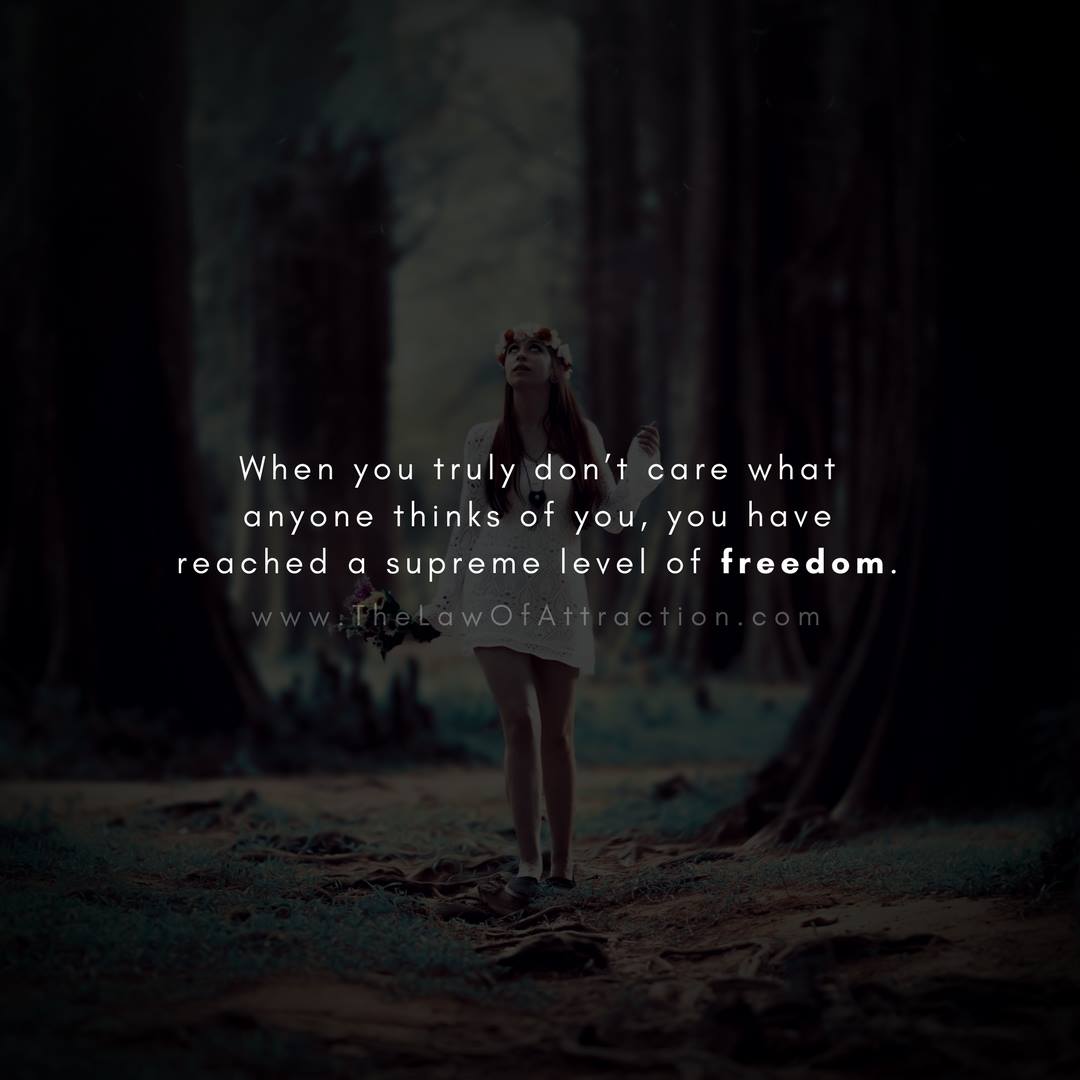 When you truly don’t care what
anyone thinks of you, you have
reached a supreme level of freedom.
www.TheLawOfAttraction.com